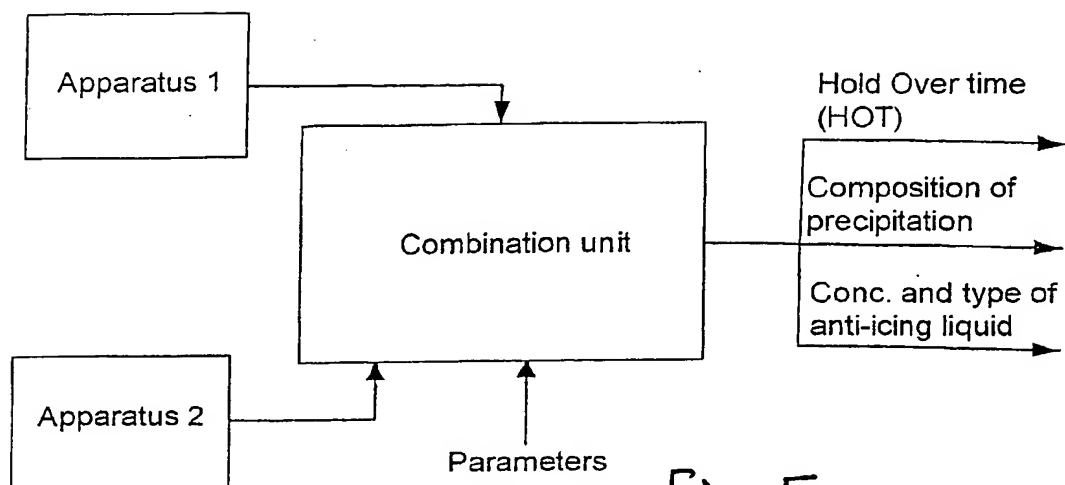 Apparatus 1
Hold Over time
(HOT)
Composition of
precipitation
Combination unit
Conc. and type of
anti-icing liquid
Apparatus 2
Parameters